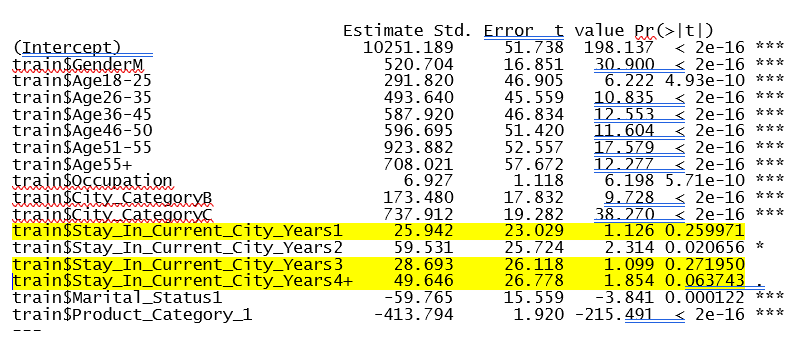 Estimate Std. Error t value Pr(>|t|)
(Intercept) 10251.189 51.738 198.137 < 2e-16 ***
train$GenderM 520.704 16.851 30.900 < 2e-16 ***
train$Age18-25 291.820 46.905 6.222 4.93e-10 ***
train$Age26-35 493.640 45.559 10.835 < 2e-16 ***
train$Age36-45 587.920 46.834 12.553 < 2e-16 ***
train$Age46-50 596.695 51.420 11.604 < 2e-16 ***
train$Age51-55 923.882 52.557 17.579 < 2e-16 ***
train$Age55+ 708.021 57.672 12.277 < 2e-16 ***
train$Occupation 6.927 1.118 6.198 5.71e-10 ***
train$City_CategoryB 173.480 17.832 9.728 < 2e-16 ***
train$City_CategoryC 737.912 19.282 38.270 < 2e-16 ***
train$Stay_In_Current_City_Years1 25.942 23.029 1.126 0.259971
train$Stay_In_Current_City_Years2 59.531 25.724 2.314 0.020656 *
train$Stay_In_Current_City_Years3 28.693 26.118 1.099 0.271950
train$Stay_In_Current_City_Years4+ 49.646 26.778 1.854 0.063743 .
train$Marital_Status1 -59.765 15.559 -3.841 0.000122 ***
train$Product_Category_1 -413.794 1.920 -215.491 < 2e-16 ***
---